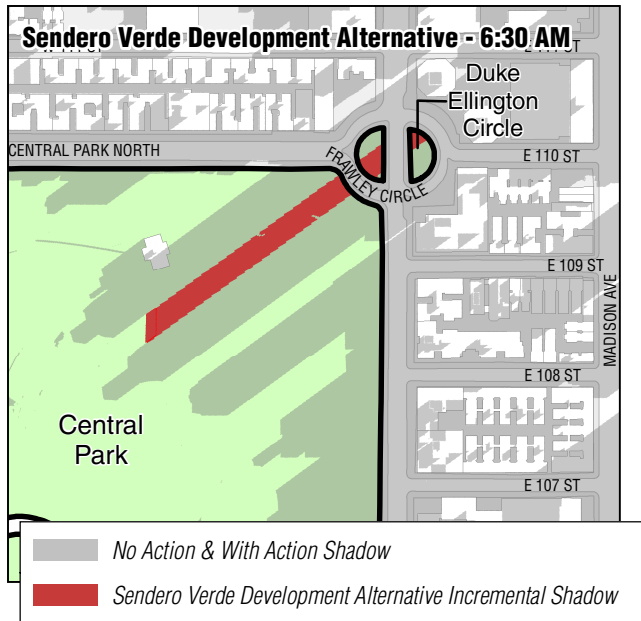 Sendero Verde Development Alternative - 6:30 AM
Duke
Ellington
Circle
CENTRAL PARK NORTH
FRAWLEY CIRCLE
E 110 ST
E 109 ST
MADISON AVE
E 108 ST
Central
Park
E 107 ST
No Action & With Action Shadow
Sendero Verde Development Alternative Incremental Shadow